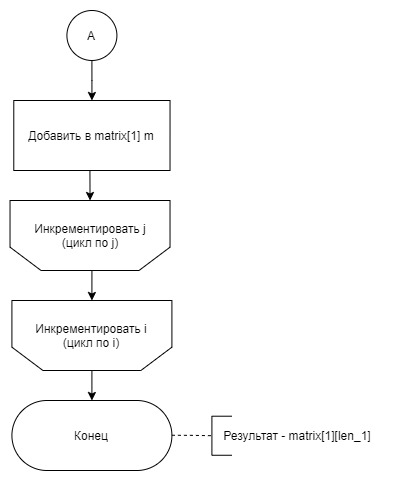 A
Добавить в matrix[1] m
Инкрементировать j
(цикл по j)
Инкрементировать i
(цикл по i)
Конец
Результат - matrix[1][len_1]